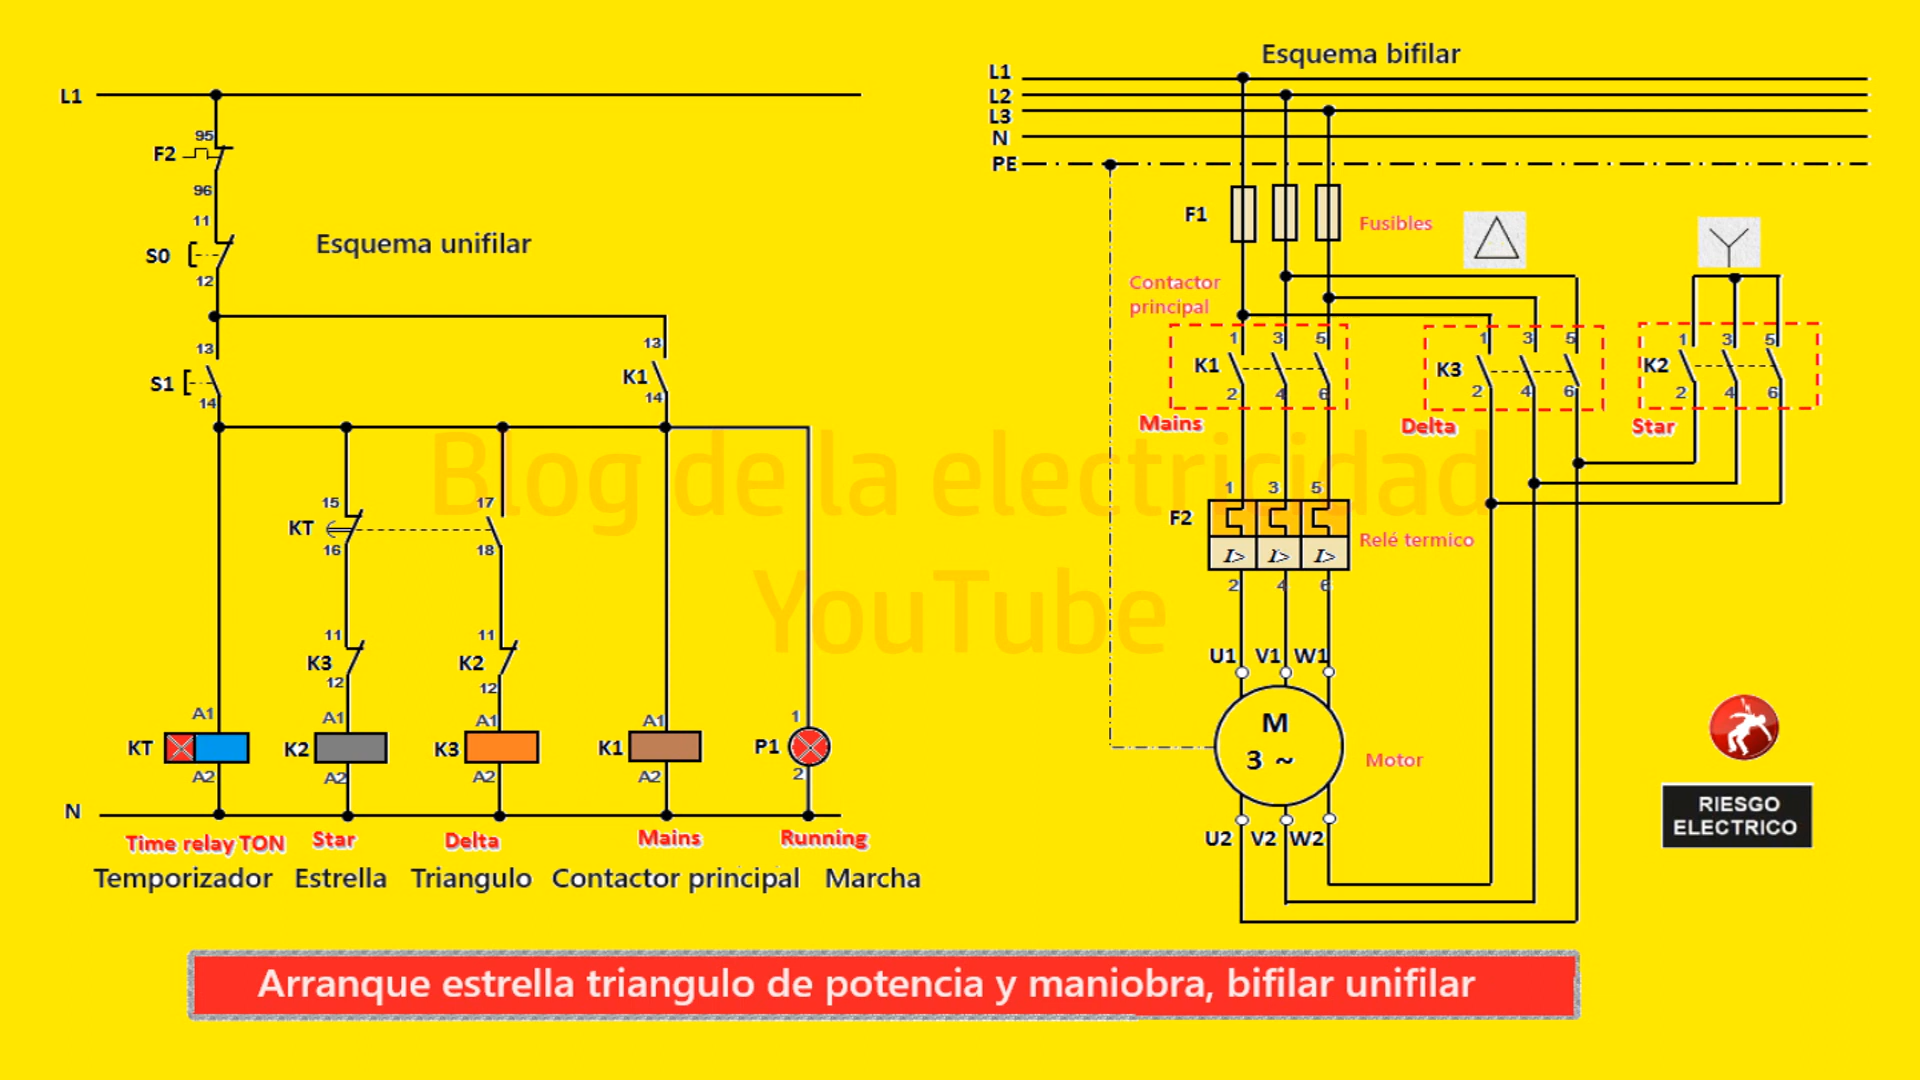 Esquema bifilar
L1
L2
L3
N
PE
F1
Fusibles
Contactor
principal
1 3 5
K1
2 4 6
Mains
1 3 5
K3
2 4 6
Delta
1 3 5
K2
2 4 6
Star
1 3 5
F2
I> I> I>
Relé termico
2 4 6
U1 V1 W1
M
3 ~
Motor
U2 V2 W2
RIESGO
ELECTRICO
L1
95
F2
96
11
S0
12
Esquema unifilar
13
S1
14
13
K1
14
Blog de la electricidad
YouTube
15 17
KT
16 18
11 11
K3 K2
12 12
A1 A1 A1 A1 1
KT K2 K3 K1 P1
A2 A2 A2 A2 2
N
Time relay TON Star Delta Mains Running
Temporizador Estrella Triangulo Contactor principal Marcha
Arranque estrella triangulo de potencia y maniobra, bifilar unifilar